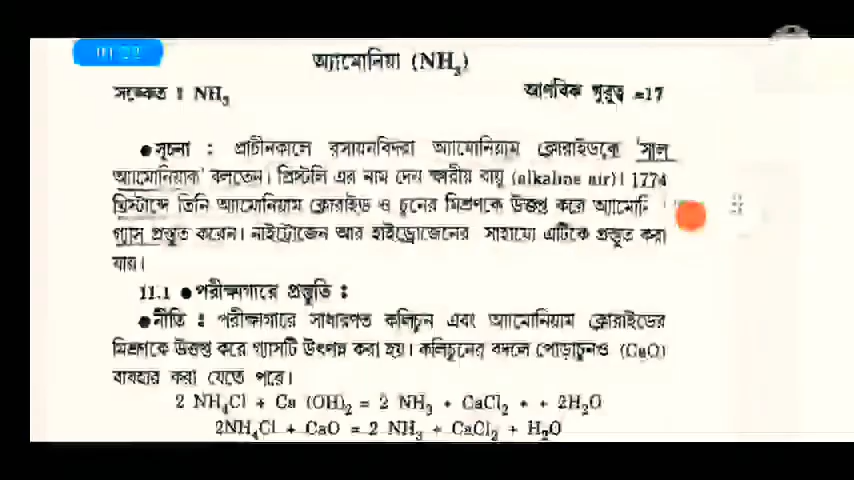 01:22
অ্যামোনিয়া (NH₃)
সঙ্কেত : NH₃ আণবিক গুরুত্ব =17
●সূচনা : প্রাচীনকালে রসায়নবিদরা অ্যামোনিয়াম ক্লোরাইডকে 'সাল
অ্যামোনিয়াক' বলতেন। প্রিস্টলি এর নাম দেন ক্ষারীয় বায়ু (alkaline air)। 1774
খ্রিস্টাব্দে তিনি অ্যামোনিয়াম ক্লোরাইড ও চুনের মিশ্রণকে উত্তপ্ত করে অ্যামোনি
গ্যাস প্রস্তুত করেন। নাইট্রোজেন আর হাইড্রোজেনের সাহায্যে এটিকে প্রস্তুত করা
যায়।
11.1 ●পরীক্ষাগারে প্রস্তুতি :
●নীতি : পরীক্ষাগারে সাধারণত কলিচুন এবং অ্যামোনিয়াম ক্লোরাইডের
মিশ্রণকে উত্তপ্ত করে গ্যাসটি উৎপন্ন করা হয়। কলিচুনের বদলে পোড়াচুনও (CaO)
ব্যবহার করা যেতে পারে।
2 NH₄Cl + Ca (OH)₂ = 2 NH₃ + CaCl₂ + + 2H₂O
2NH₄Cl + CaO = 2 NH₃ + CaCl₂ + H₂O